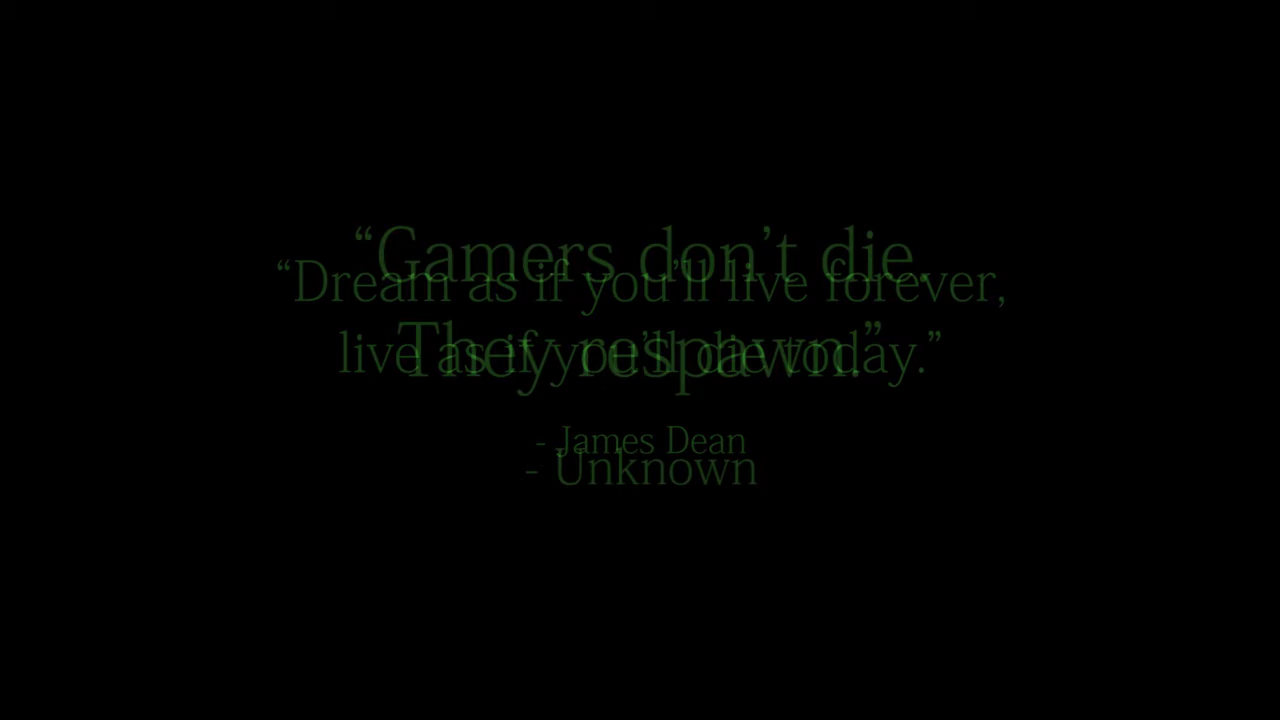 “Gamers don’t die.
They respawn.”
- Unknown
“Dream as if you’ll live forever,
live as if you’ll die today.”
- James Dean